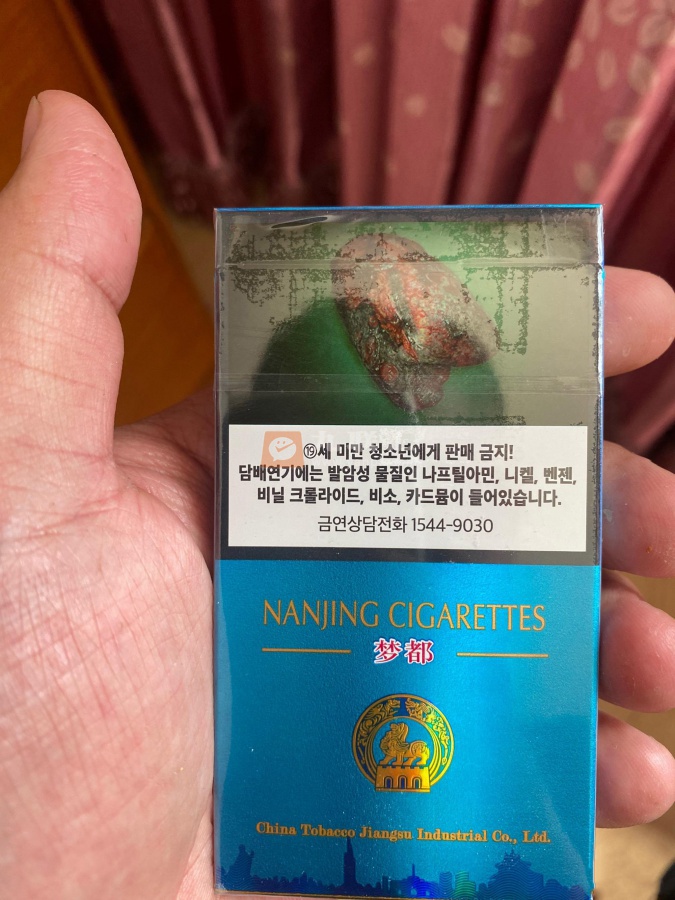 ⑲세 미만 청소년에게 판매 금지!
담배연기에는 발암성 물질인 나프틸아민, 니켈, 벤젠,
비닐 크롤라이드, 비소, 카드뮴이 들어있습니다.
금연상담전화 1544-9030
NANJING CIGARETTES
梦都
China Tobacco Jiangsu Industrial Co., Ltd.